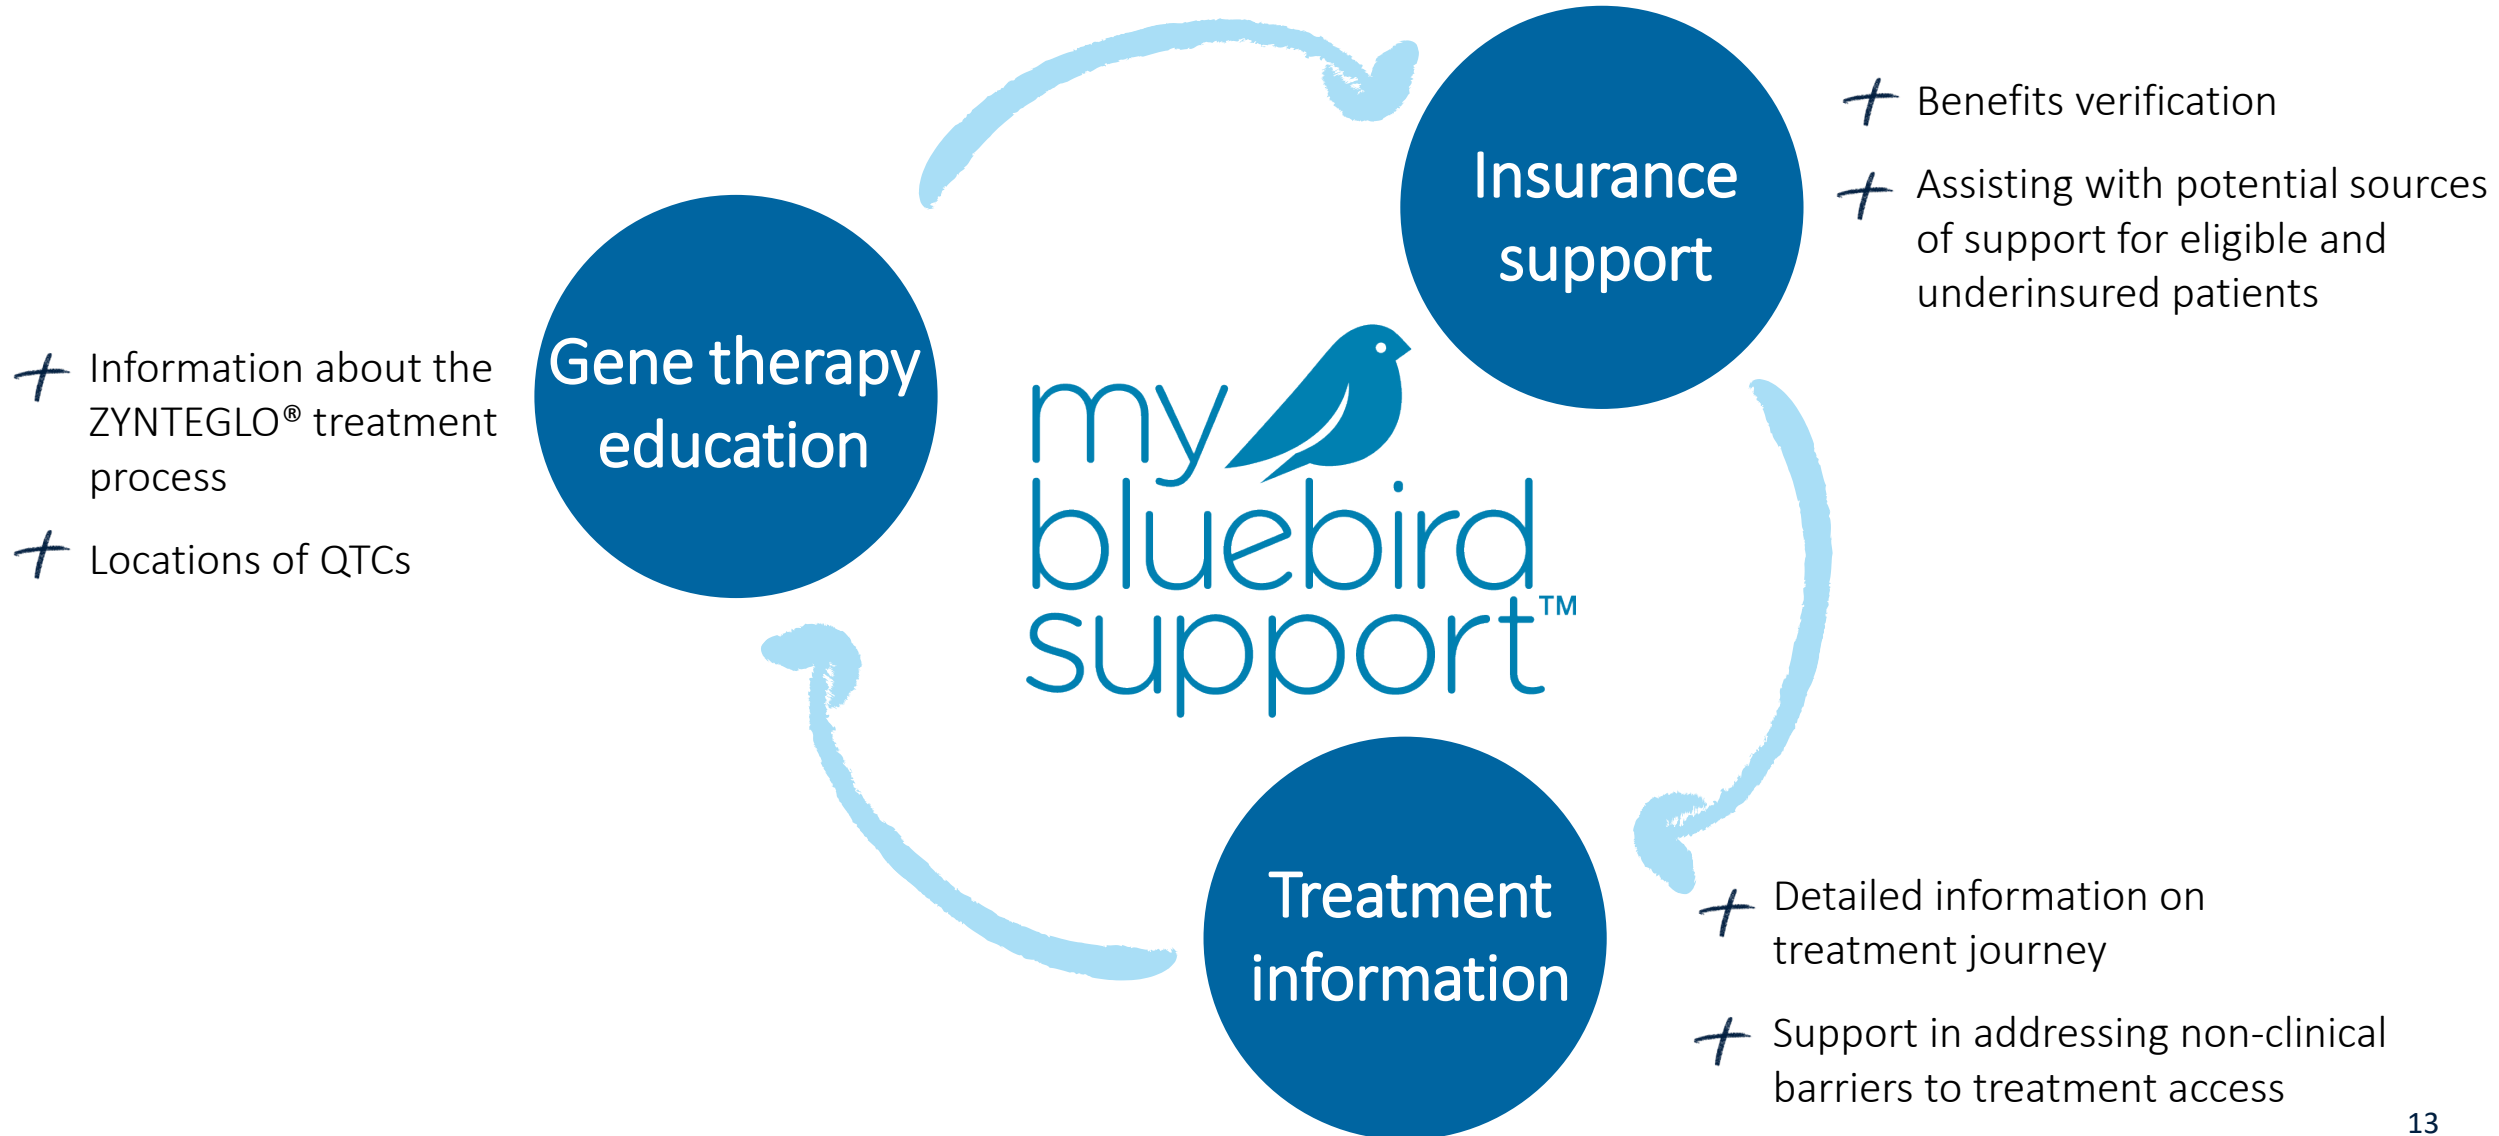 Gene therapy
education
Information about the
ZYNTEGLO® treatment
process
Locations of QTCs
Insurance
support
Benefits verification
Assisting with potential sources
of support for eligible and
underinsured patients
my
bluebird
support™
Treatment
information
Detailed information on
treatment journey
Support in addressing non-clinical
barriers to treatment access
13